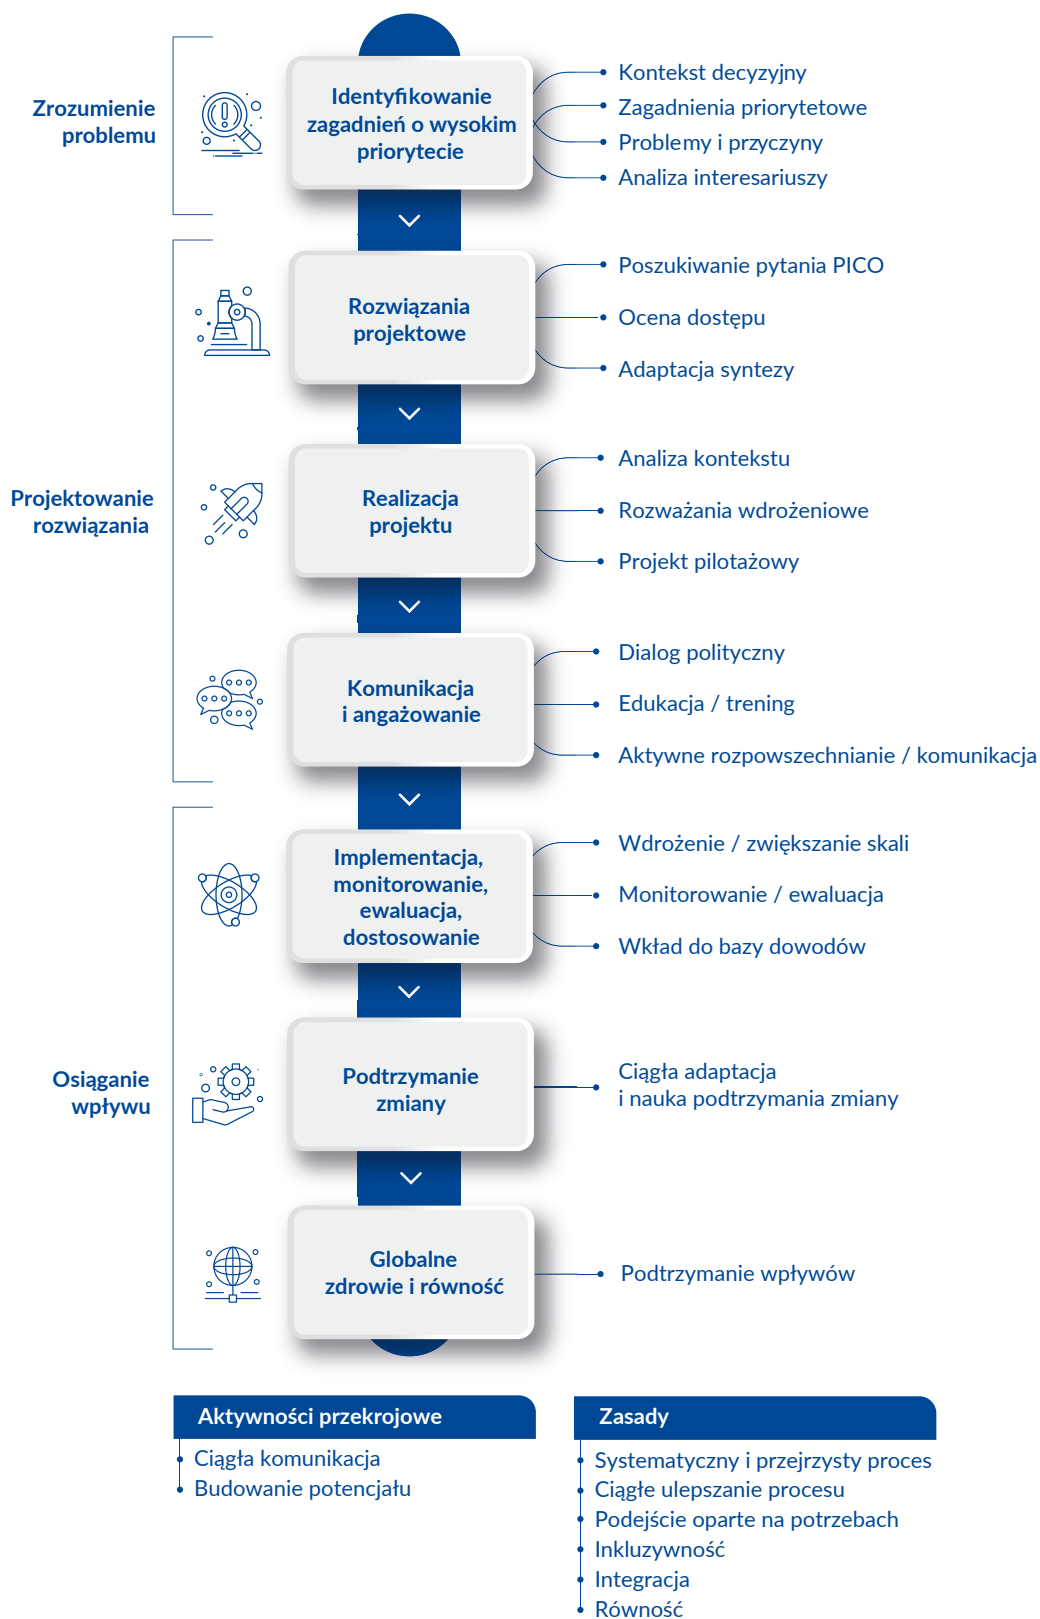 Zrozumienie
problemu
Identyfikowanie
zagadnień o wysokim
priorytecie
Kontekst decyzyjny
Zagadnienia priorytetowe
Problemy i przyczyny
Analiza interesariuszy
Projektowanie
rozwiązania
Rozwiązania
projektowe
Poszukiwanie pytania PICO
Ocena dostępu
Adaptacja syntezy
Realizacja
projektu
Analiza kontekstu
Rozważania wdrożeniowe
Projekt pilotażowy
Komunikacja
i angażowanie
Dialog polityczny
Edukacja / trening
Aktywne rozpowszechnianie / komunikacja
Osiąganie
wpływu
Implementacja,
monitorowanie,
ewaluacja,
dostosowanie
Wdrożenie / zwiększanie skali
Monitorowanie / ewaluacja
Wkład do bazy dowodów
Podtrzymanie
zmiany
Ciągła adaptacja
i nauka podtrzymania zmiany
Globalne
zdrowie i równość
Podtrzymanie wpływów
Aktywności przekrojowe
Ciągła komunikacja
Budowanie potencjału
Zasady
Systematyczny i przejrzysty proces
Ciągłe ulepszanie procesu
Podejście oparte na potrzebach
Inkluzywność
Integracja
Równość